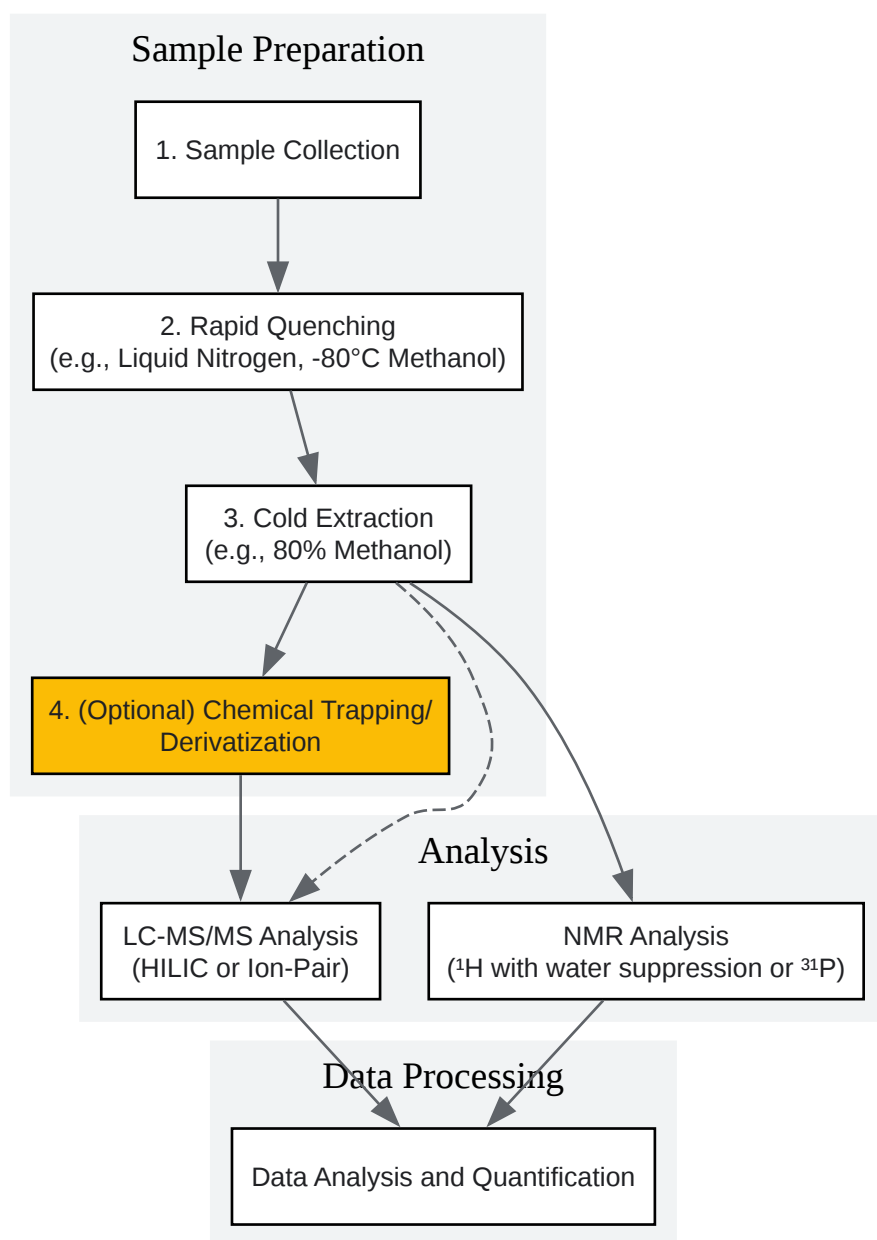 Sample Preparation
1. Sample Collection
2. Rapid Quenching
(e.g., Liquid Nitrogen, -80°C Methanol)
3. Cold Extraction
(e.g., 80% Methanol)
4. (Optional) Chemical Trapping/
Derivatization
Analysis
LC-MS/MS Analysis
(HILIC or Ion-Pair)
NMR Analysis
(¹H with water suppression or ³¹P)
Data Processing
Data Analysis and Quantification